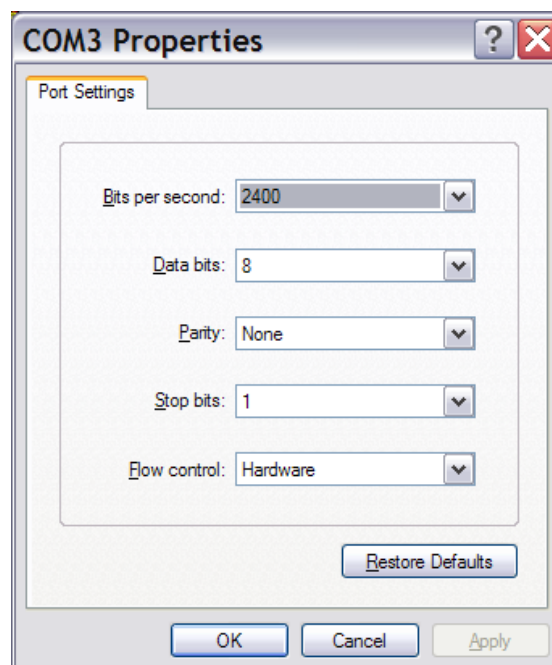 COM3 Properties
Port Settings
Bits per second: 2400
Data bits: 8
Parity: None
Stop bits: 1
Flow control: Hardware
Restore Defaults
OK Cancel Apply